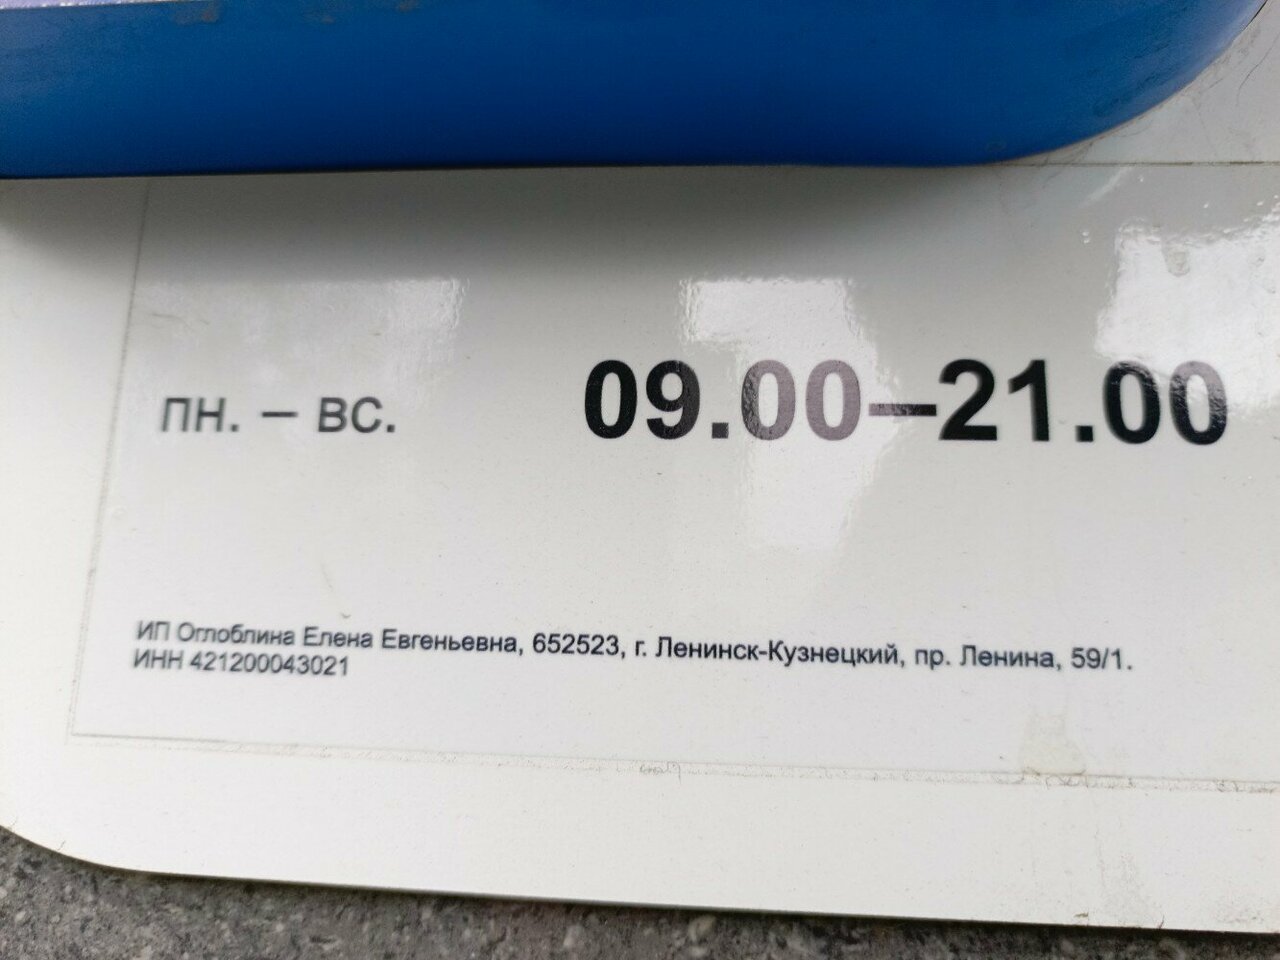 пн. – вс. 09.00–21.00
ИП Оглоблина Елена Евгеньевна, 652523, г. Ленинск-Кузнецкий, пр. Ленина, 59/1.
ИНН 421200043021